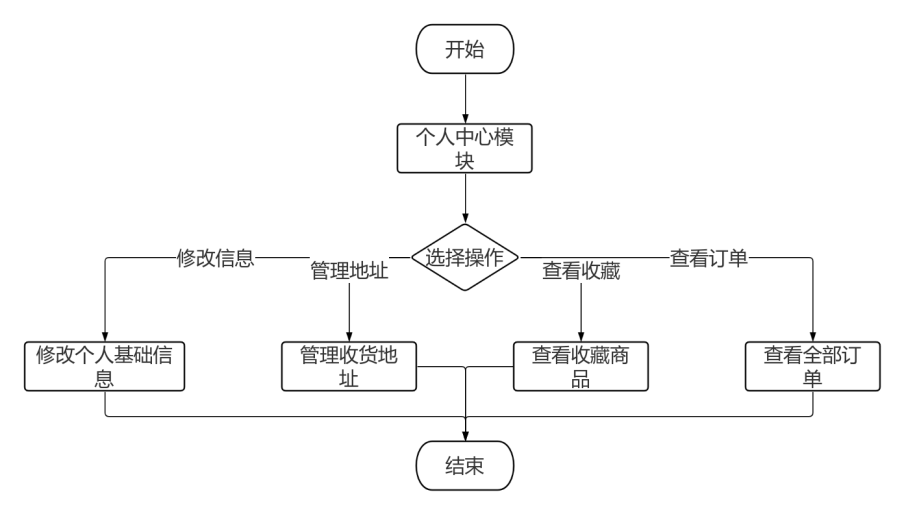 开始
个人中心模
块
选择操作
修改信息
管理地址
查看收藏
查看订单
修改个人基础信
息
管理收货地
址
查看收藏商
品
查看全部订
单
结束